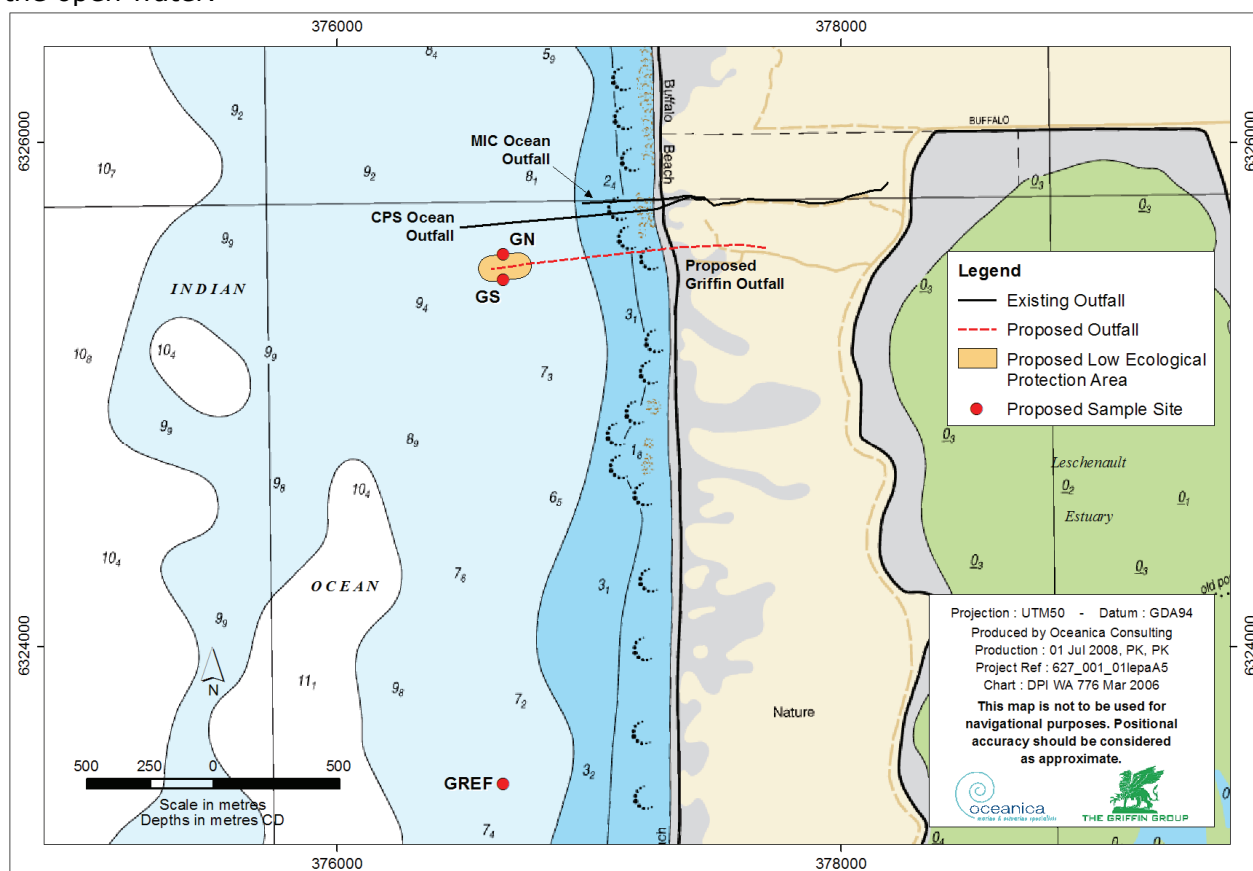 the open water.
376000
378000
8₄
5₉
9₂
Buffalo
Beach
BUFFALO
MIC Ocean
Outfall
6326000
6326000
10₇
9₂
8₁
2₄
0₃
0₃
CPS Ocean
Outfall
GN
9₉
Proposed
Griffin Outfall
INDIAN
GS
9₄
3₁
0₃
Legend
Existing Outfall
Proposed Outfall
Proposed Low Ecological
Protection Area
Proposed Sample Site
10₈
10₄
9₉
7₃
9₉
8₉
1₈
0₃
9₈
10₄
6₅
Leschenault
0₂
0₁
Estuary
10₄
7₆
3₁
0₃
0₃
OCEAN
old po
9₉
6324000
6324000
N
11₁
9₈
7₂
Nature
Projection : UTM50 - Datum : GDA94
Produced by Oceanica Consulting
Production : 01 Jul 2008, PK, PK
Project Ref : 627_001_01lepaA5
Chart : DPI WA 776 Mar 2006
This map is not to be used for
navigational purposes. Positional
accuracy should be considered
as approximate.
oceanica
marine & estuarine specialists
THE GRIFFIN GROUP
500 250 0 500
Scale in metres
Depths in metres CD
3₂
GREF
7₄
ach
0₄
376000
378000